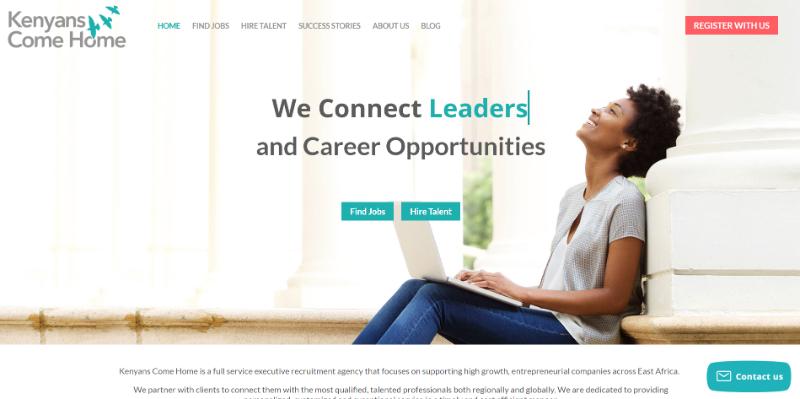 Kenyans
Come Home
HOME FIND JOBS HIRE TALENT SUCCESS STORIES ABOUT US BLOG
REGISTER WITH US
We Connect Leaders
and Career Opportunities
Find Jobs Hire Talent
Kenyans Come Home is a full service executive recruitment agency that focuses on supporting high growth, entrepreneurial companies across East Africa.
We partner with clients to connect them with the most qualified, talented professionals both regionally and globally. We are dedicated to providing
Contact us